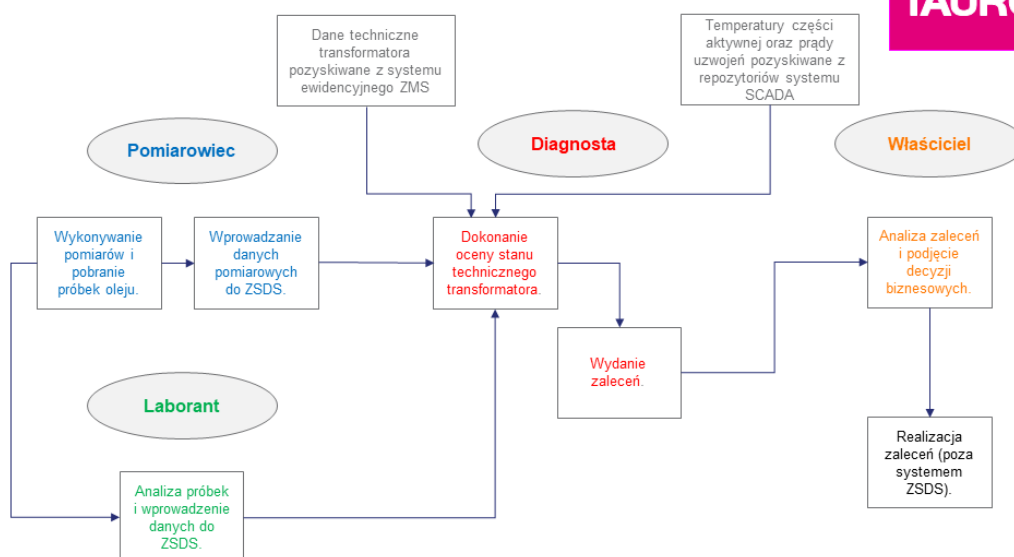 TAURO
Dane techniczne
transformatora
pozyskiwane z systemu
ewidencyjnego ZMS
Temperatury części
aktywnej oraz prądy
uzwojeń pozyskiwane z
repozytoriów systemu
SCADA
Pomiarowiec
Diagnosta
Właściciel
Wykonywanie
pomiarów i
pobranie
próbek oleju.
Wprowadzanie
danych
pomiarowych
do ZSDS.
Dokonanie
oceny stanu
technicznego
transformatora.
Analiza zaleceń
i podjęcie
decyzji
biznesowych.
Wydanie
zaleceń.
Laborant
Realizacja
zaleceń (poza
systemem
ZSDS).
Analiza próbek
i wprowadzenie
danych do
ZSDS.